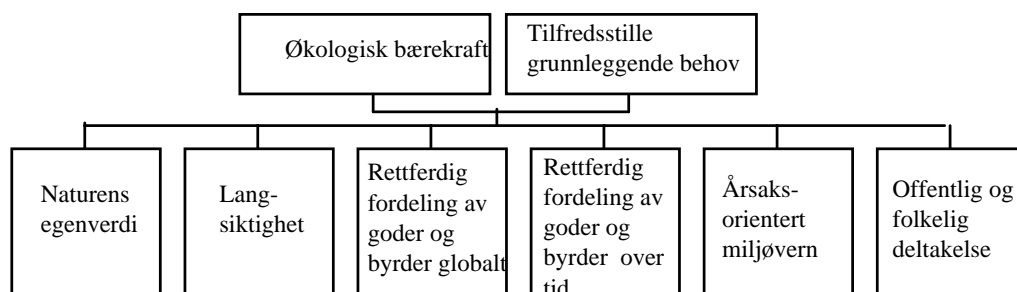 Økologisk bærekraft
Tilfredsstille
grunnleggende behov
Naturens
egenverdi
Lang-
siktighet
Rettferdig
fordeling av
goder og
byrder globalt
Rettferdig
fordeling av
goder og
byrder over
tid
Årsaks-
orientert
miljøvern
Offentlig og
folkelig
deltakelse